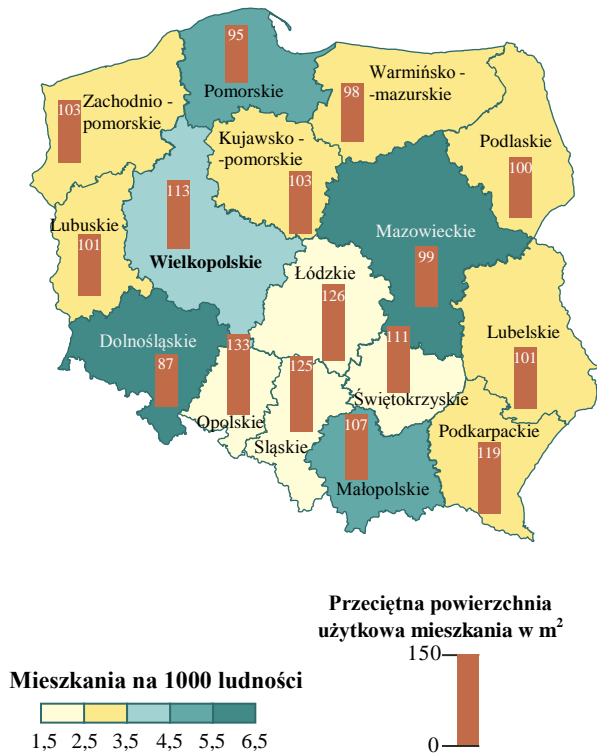 95
Pomorskie
Warmińsko -
-mazurskie
98
Zachodnio -
pomorskie
103
Kujawsko -
-pomorskie
103
Podlaskie
100
113
Lubuskie
101
Wielkopolskie
Mazowieckie
99
Łódzkie
126
Dolnośląskie
87
133
Opolskie
125
Śląskie
111
Świętokrzyskie
Lubelskie
101
107
Małopolskie
Podkarpackie
119
Przeciętna powierzchnia
użytkowa mieszkania w m²
150
0
Mieszkania na 1000 ludności
1,5 2,5 3,5 4,5 5,5 6,5